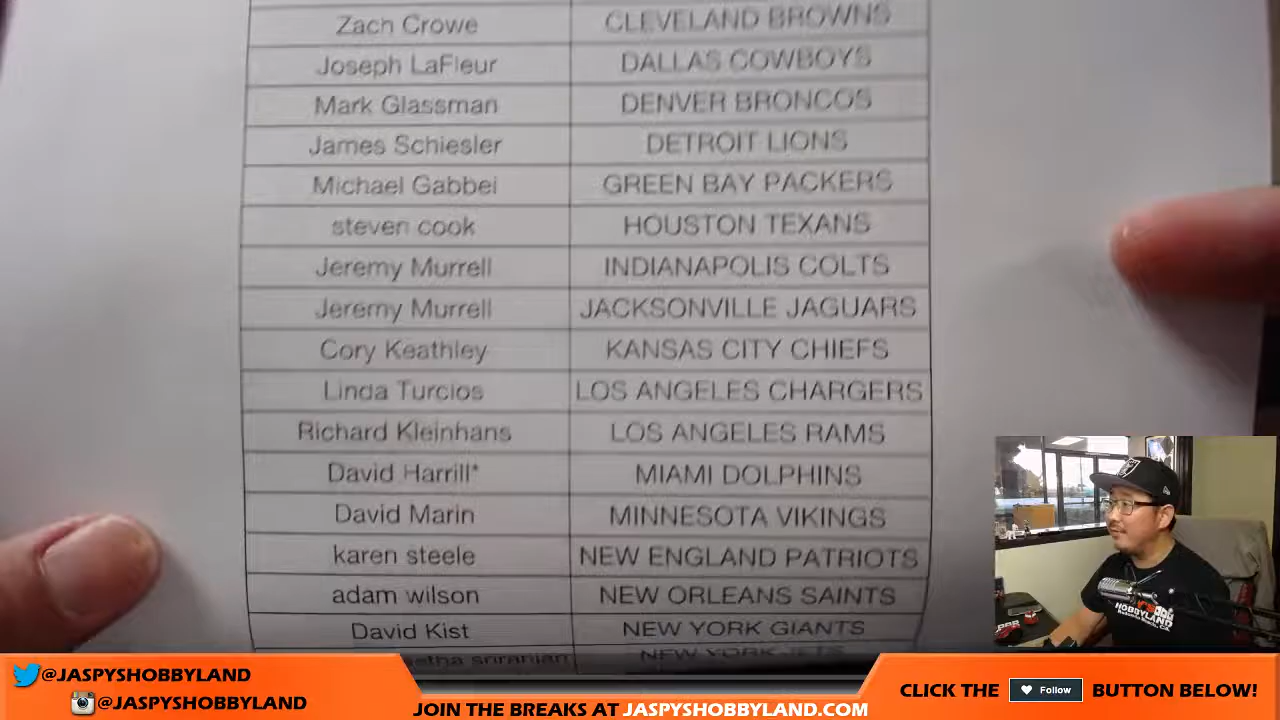 Zach Crowe CLEVELAND BROWNS
Joseph LaFleur DALLAS COWBOYS
Mark Glassman DENVER BRONCOS
James Schiesler DETROIT LIONS
Michael Gabbei GREEN BAY PACKERS
steven cook HOUSTON TEXANS
Jeremy Murrell INDIANAPOLIS COLTS
Jeremy Murrell JACKSONVILLE JAGUARS
Cory Keathley KANSAS CITY CHIEFS
Linda Turcios LOS ANGELES CHARGERS
Richard Kleinhans LOS ANGELES RAMS
David Harrill* MIAMI DOLPHINS
David Marin MINNESOTA VIKINGS
karen steele NEW ENGLAND PATRIOTS
adam wilson NEW ORLEANS SAINTS
David Kist NEW YORK GIANTS
NEW YORK JETS
HOBBYLAND
@JASPYSHOBBYLAND
@JASPYSHOBBYLAND
JOIN THE BREAKS AT JASPYSHOBBYLAND.COM
CLICK THE Follow BUTTON BELOW!